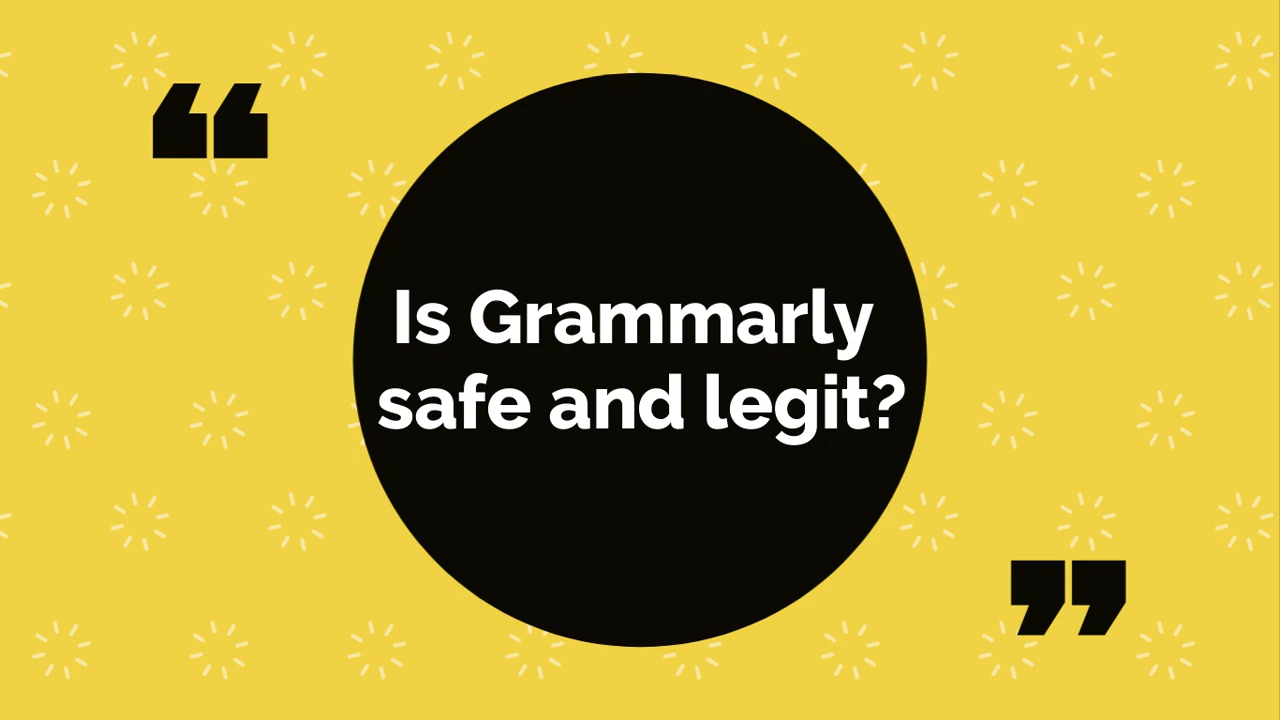 “
Is Grammarly
safe and legit?
”